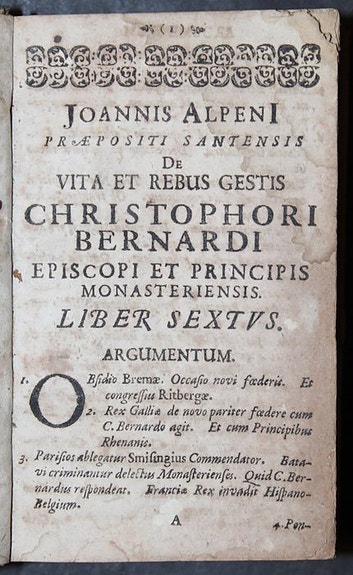 (1)
JOANNIS ALPENI
PRÆPOSITI SANTENSIS
DE
VITA ET REBUS GESTIS
CHRISTOPHORI
BERNARDI
EPISCOPI ET PRINCIPIS
MONASTERIENSIS.
LIBER SEXTVS.
ARGUMENTUM.
1. OBſidio Bremæ. Occaſio novi fœderis. Et
congreſſus Ritbergæ.
2. Rex Galliæ de novo pariter fœdere cum
C. Bernardo agit. Et cum Principibus
Rhenanis.
3. Pariſios ablegatur Smiſingius Commendator. Bata-
vi criminantur delectus Monaſterienſes. Quid C. Ber-
nardus reſpondeat. Franciæ Rex invadit Hiſpano-
Belgium.
A 4. Pon-